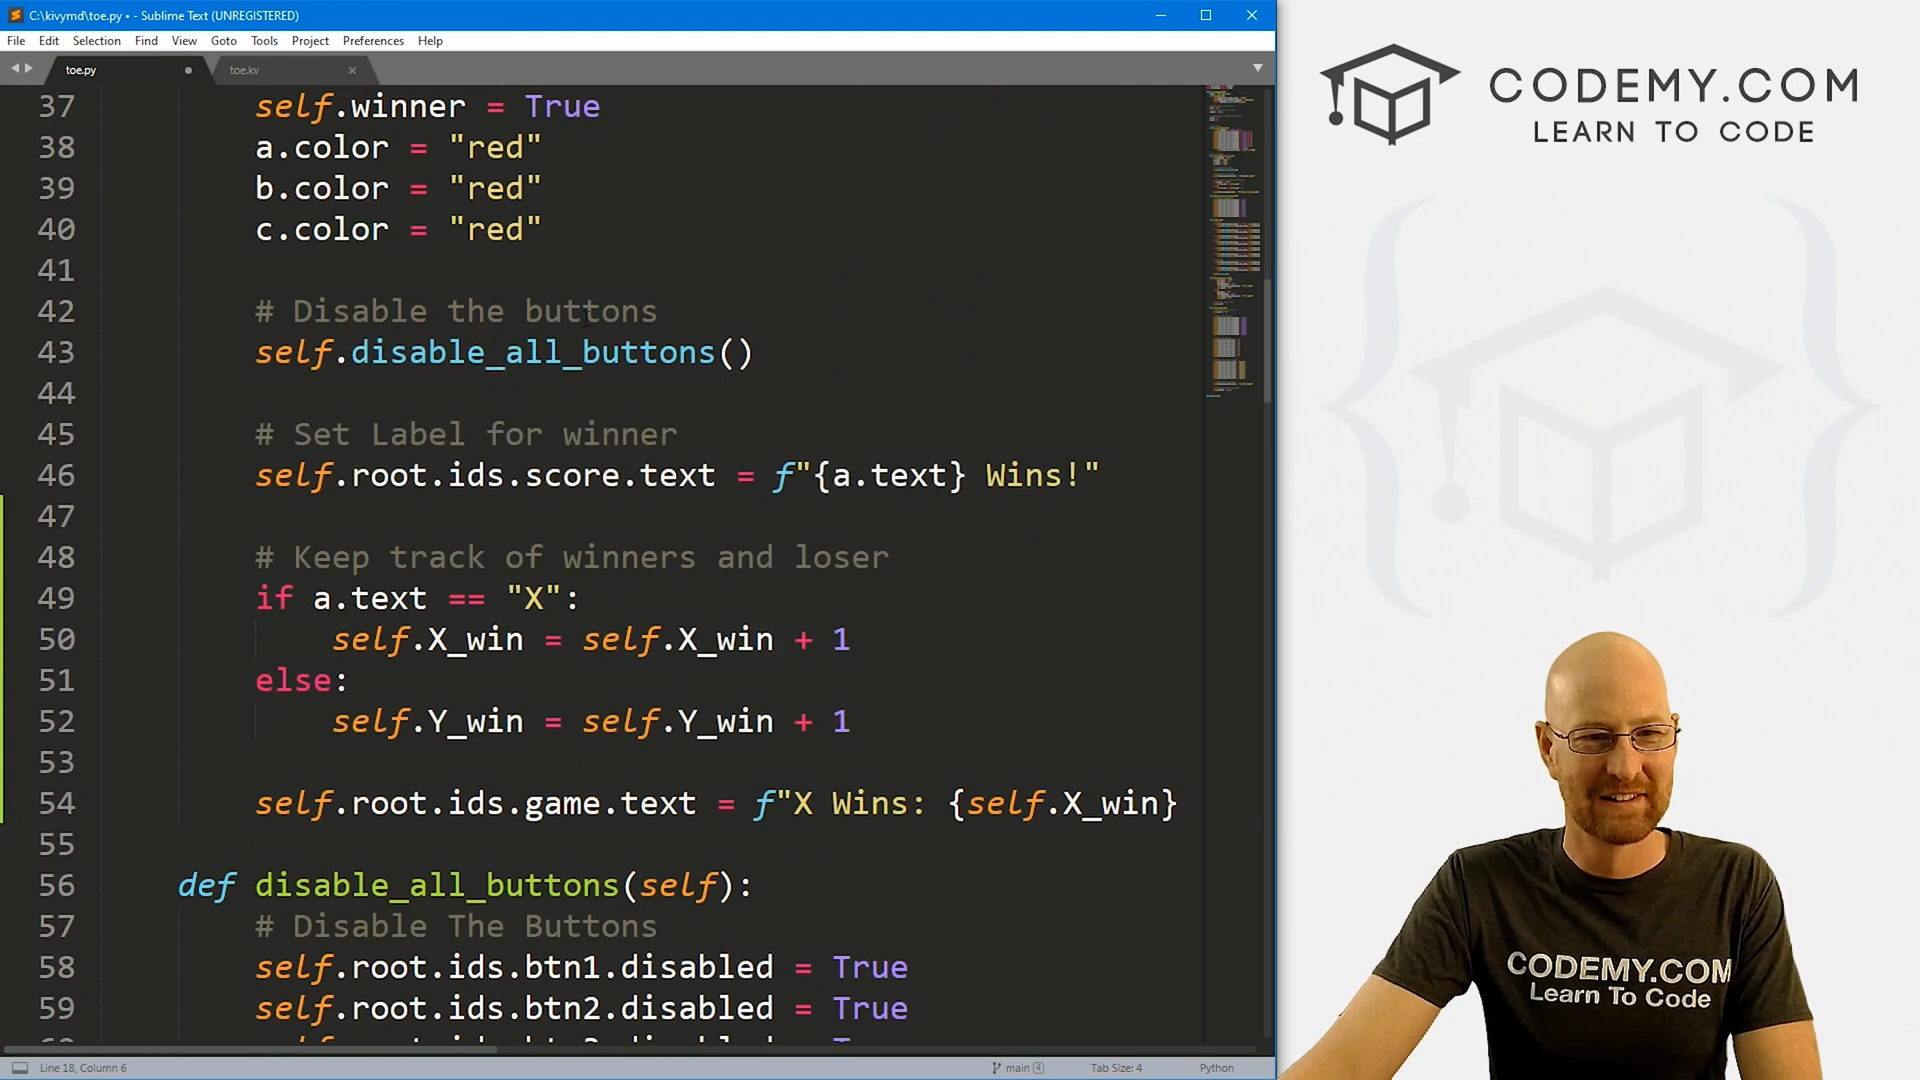 C:\kivymd\toe.py • - Sublime Text (UNREGISTERED)
File Edit Selection Find View Goto Tools Project Preferences Help
toe.py
toe.kv
37 self.winner = True
38 a.color = "red"
39 b.color = "red"
40 c.color = "red"
41
42 # Disable the buttons
43 self.disable_all_buttons()
44
45 # Set Label for winner
46 self.root.ids.score.text = f"{a.text} Wins!"
47
48 # Keep track of winners and loser
49 if a.text == "X":
50 self.X_win = self.X_win + 1
51 else:
52 self.Y_win = self.Y_win + 1
53
54 self.root.ids.game.text = f"X Wins: {self.X_win}
55
56 def disable_all_buttons(self):
57 # Disable The Buttons
58 self.root.ids.btn1.disabled = True
59 self.root.ids.btn2.disabled = True
Line 18, Column 6
main 4
Tab Size: 4
Python
CODEMY.COM
LEARN TO CODE
CODEMY.COM
Learn To Code